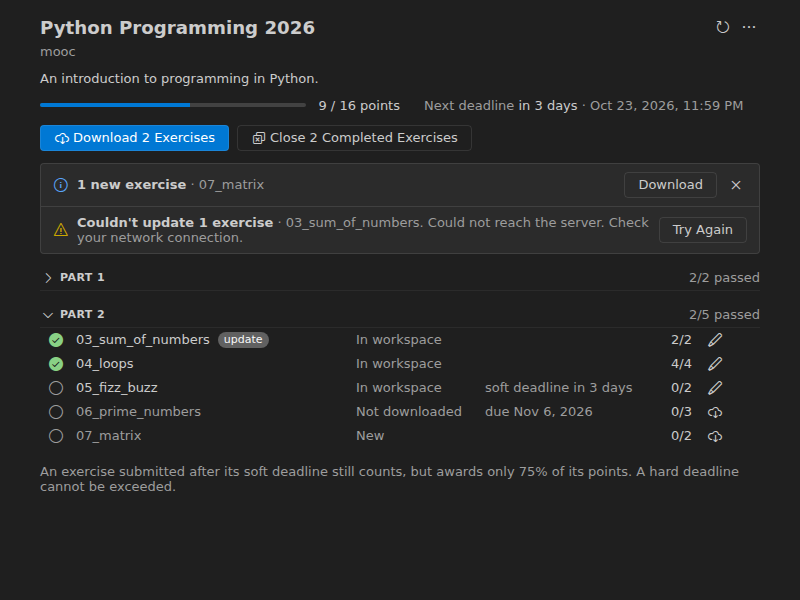 Python Programming 2026
mooc
An introduction to programming in Python.
9 / 16 points Next deadline in 3 days · Oct 23, 2026, 11:59 PM
Download 2 Exercises Close 2 Completed Exercises
1 new exercise · 07_matrix Download
Couldn't update 1 exercise · 03_sum_of_numbers. Could not reach the server. Check
your network connection.
Try Again
PART 1 2/2 passed
PART 2 2/5 passed
03_sum_of_numbers update In workspace 2/2
04_loops In workspace 4/4
05_fizz_buzz In workspace soft deadline in 3 days 0/2
06_prime_numbers Not downloaded due Nov 6, 2026 0/3
07_matrix New 0/2
An exercise submitted after its soft deadline still counts, but awards only 75% of its points. A hard deadline
cannot be exceeded.